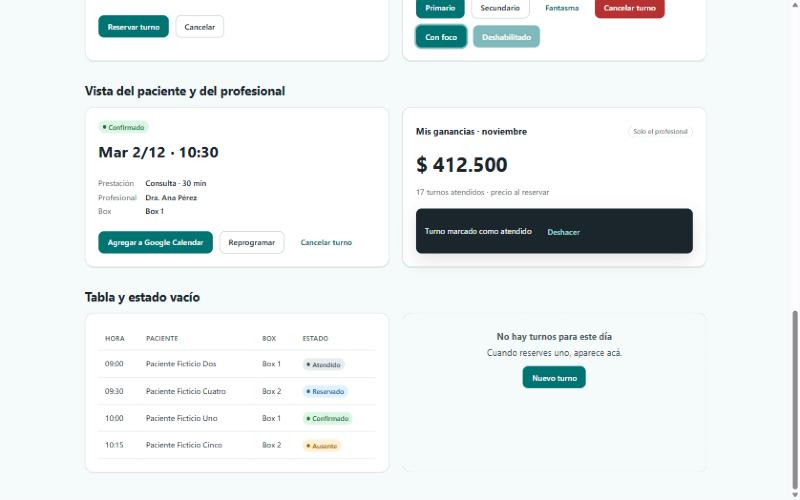 Reservar turno
Cancelar
Primario
Secundario
Fantasma
Cancelar turno
Con foco
Deshabilitado
Vista del paciente y del profesional
Confirmado
Mar 2/12 · 10:30
Prestación Consulta · 30 min
Profesional Dra. Ana Pérez
Box Box 1
Agregar a Google Calendar
Reprogramar
Cancelar turno
Mis ganancias · noviembre
Solo el profesional
$ 412.500
17 turnos atendidos · precio al reservar
Turno marcado como atendido Deshacer
Tabla y estado vacío
HORA PACIENTE BOX ESTADO
09:00 Paciente Ficticio Dos Box 1 Atendido
09:30 Paciente Ficticio Cuatro Box 2 Reservado
10:00 Paciente Ficticio Uno Box 1 Confirmado
10:15 Paciente Ficticio Cinco Box 2 Ausente
No hay turnos para este día
Cuando reserves uno, aparece acá.
Nuevo turno